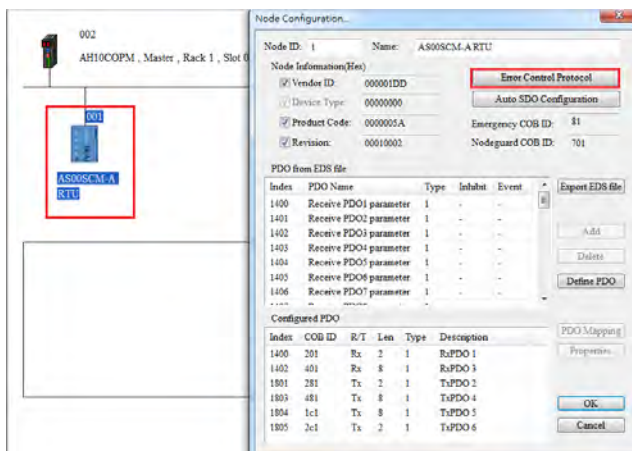 002
AH10COPM , Master , Rack 1 , Slot 0
001
AS00SCM-A
RTU
Node Configuration...
Node ID: 1 Name: AS00SCM-A RTU
Node Information(Hex)
Vendor ID: 000001DD
Error Control Protocol
Device Type: 00000000
Auto SDO Configuration
Product Code: 0000005A
Emergency COB ID: 81
Revision: 00010002
Nodeguard COB ID: 701
PDO from EDS file
Index PDO Name Type Inhibit Event
Export EDS file
1400 Receive PDO1 parameter 1 - -
1401 Receive PDO2 parameter 1 - -
1402 Receive PDO3 parameter 1 - -
Add
1403 Receive PDO4 parameter 1 - -
1404 Receive PDO5 parameter 1 - -
Delete
1405 Receive PDO6 parameter 1 - -
Define PDO
1406 Receive PDO7 parameter 1 - -
Configured PDO
PDO Mapping
Index COB ID R/T Len Type Description
Properties
1400 201 Rx 2 1 RxPDO 1
1402 401 Rx 8 1 RxPDO 3
1801 281 Tx 2 1 TxPDO 2
1803 481 Tx 8 1 TxPDO 4
OK
1804 1c1 Tx 8 1 TxPDO 5
1805 2c1 Tx 2 1 TxPDO 6
Cancel